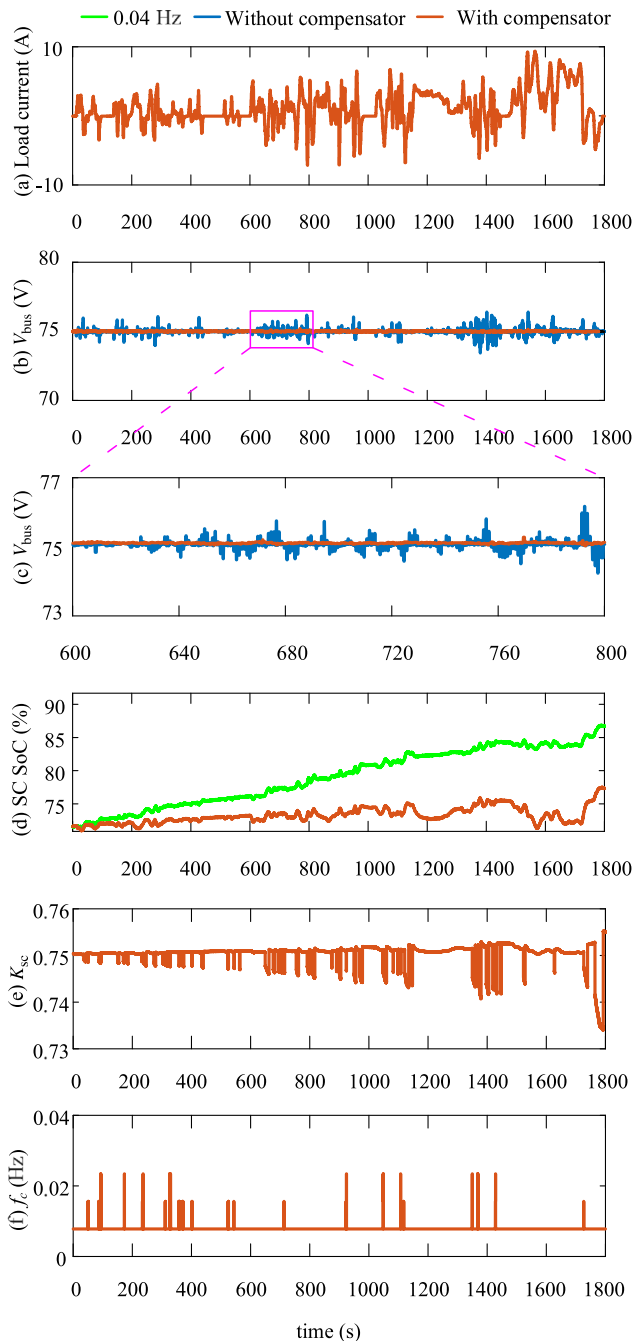 0.04 Hz Without compensator With compensator
(a) Load current (A)
10
-10
0 200 400 600 800 1000 1200 1400 1600 1800
(b) Vbus (V)
80
75
70
0 200 400 600 800 1000 1200 1400 1600 1800
(c) Vbus (V)
77
75
73
600 640 680 720 760 800
(d) SC SoC (%)
90
85
80
75
0 200 400 600 800 1000 1200 1400 1600 1800
(e) Ksc
0.76
0.75
0.74
0.73
0 200 400 600 800 1000 1200 1400 1600 1800
(f) fc (Hz)
0.04
0.02
0
0 200 400 600 800 1000 1200 1400 1600 1800
time (s)